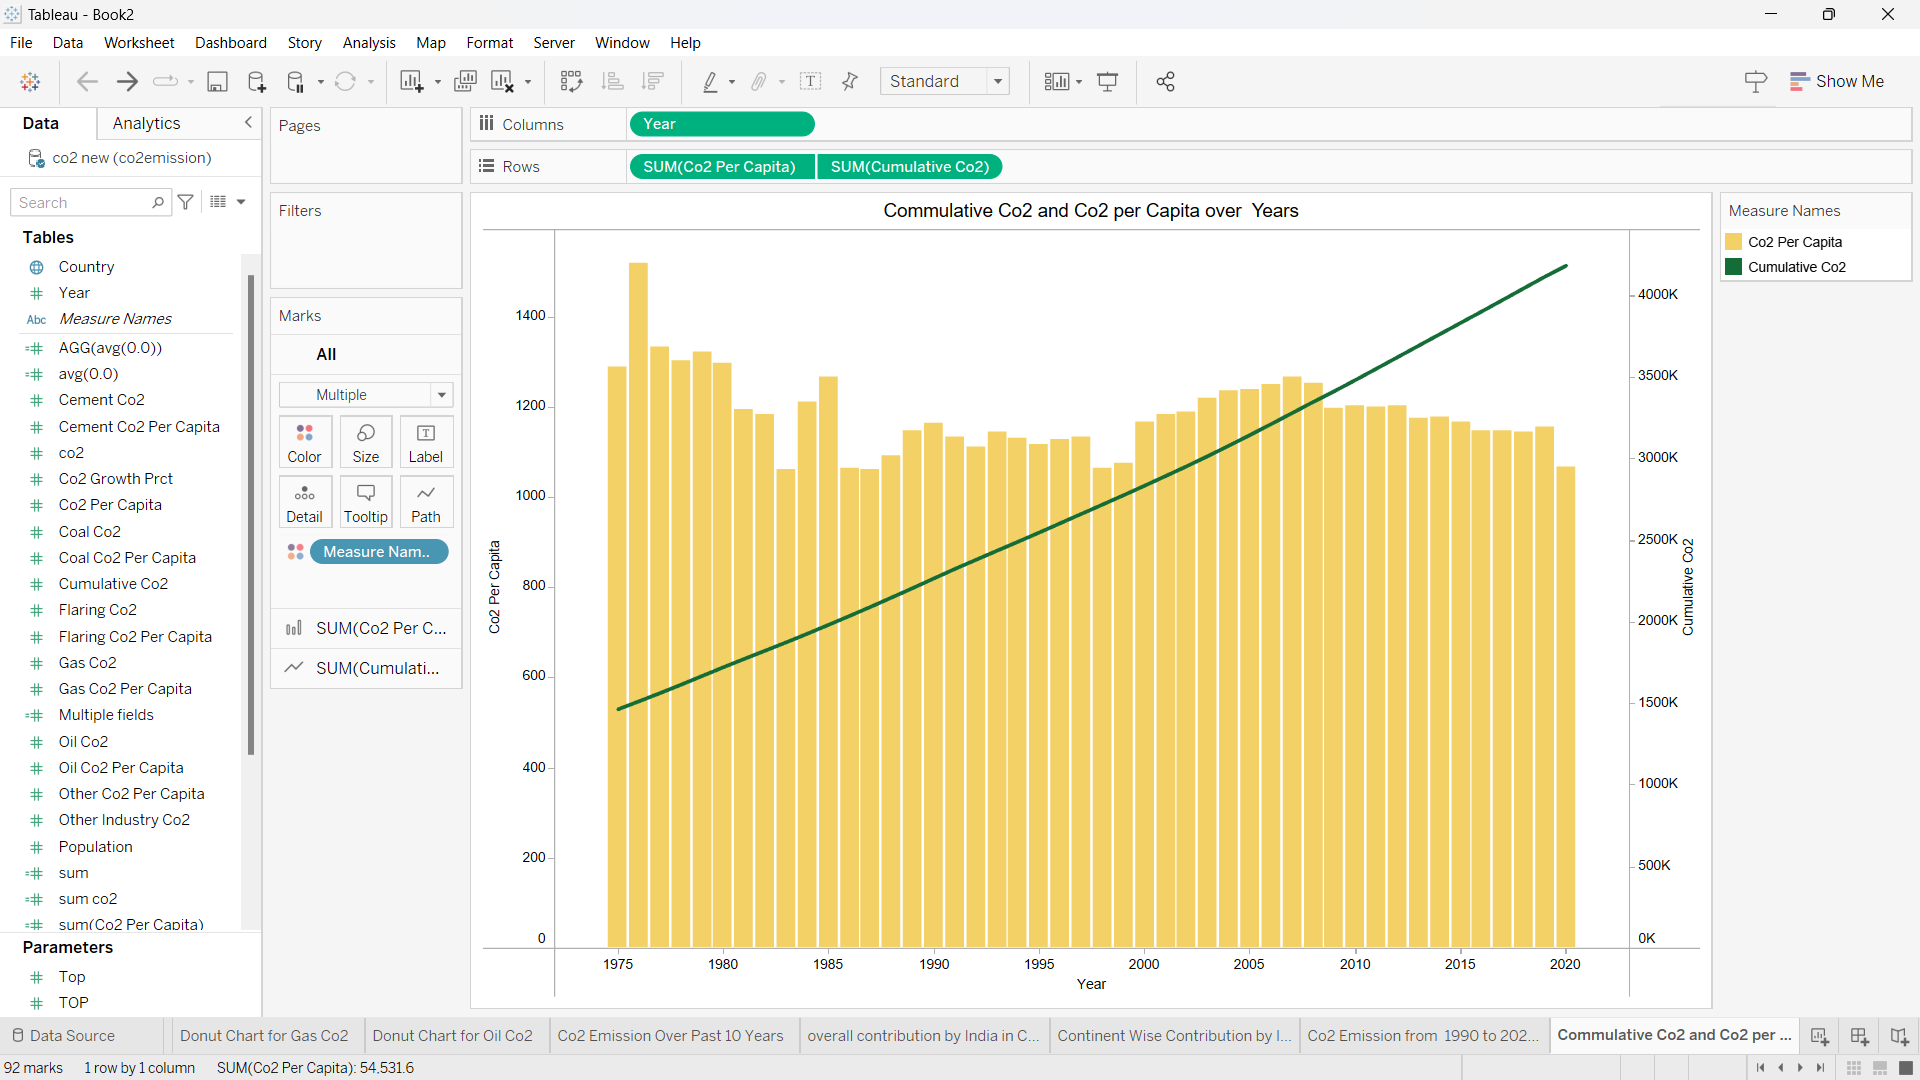 Tableau - Book2
File Data Worksheet Dashboard Story Analysis Map Format Server Window Help
Standard
Show Me
Data Analytics
co2 new (co2emission)
Search
Tables
Country
Year
Abc Measure Names
AGG(avg(0.0))
avg(0.0)
Cement Co2
Cement Co2 Per Capita
co2
Co2 Growth Prct
Co2 Per Capita
Coal Co2
Coal Co2 Per Capita
Cumulative Co2
Flaring Co2
Flaring Co2 Per Capita
Gas Co2
Gas Co2 Per Capita
Multiple fields
Oil Co2
Oil Co2 Per Capita
Other Co2 Per Capita
Other Industry Co2
Population
sum
sum co2
sum(Co2 Per Capita)
Parameters
Top
TOP
Pages
Filters
Marks
All
Multiple
Color Size Label
Detail Tooltip Path
Measure Nam..
SUM(Co2 Per C...
SUM(Cumulati...
Columns Year
Rows SUM(Co2 Per Capita) SUM(Cumulative Co2)
Commulative Co2 and Co2 per Capita over  Years
Co2 Per Capita
1400
1200
1000
800
600
400
200
0
4000K
3500K
3000K
2500K
2000K
1500K
1000K
500K
0K
Cumulative Co2
1975 1980 1985 1990 1995 2000 2005 2010 2015 2020
Year
Measure Names
Co2 Per Capita
Cumulative Co2
Data Source Donut Chart for Gas Co2 Donut Chart for Oil Co2 Co2 Emission Over Past 10 Years overall contribution by India in C... Continent Wise Contribution by I... Co2 Emission from  1990 to 202... Commulative Co2 and Co2 per ...
92 marks 1 row by 1 column SUM(Co2 Per Capita): 54,531.6